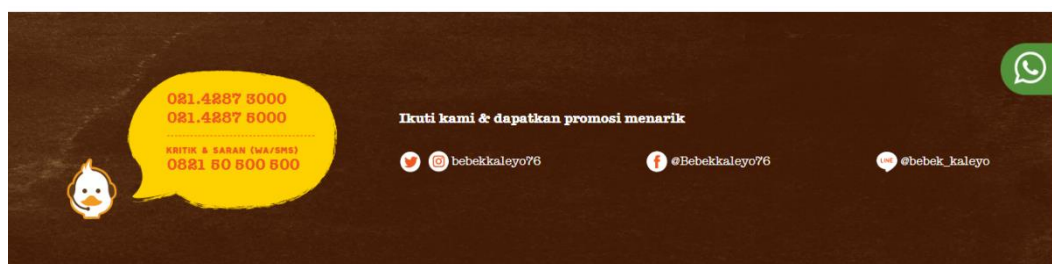 021.4287 3000
021.4287 5000
KRITIK & SARAN (WA/SMS)
0821 50 500 500
Ikuti kami & dapatkan promosi menarik
bebekkaleyo76
@Bebekkaleyo76
LINE
@bebek_kaleyo